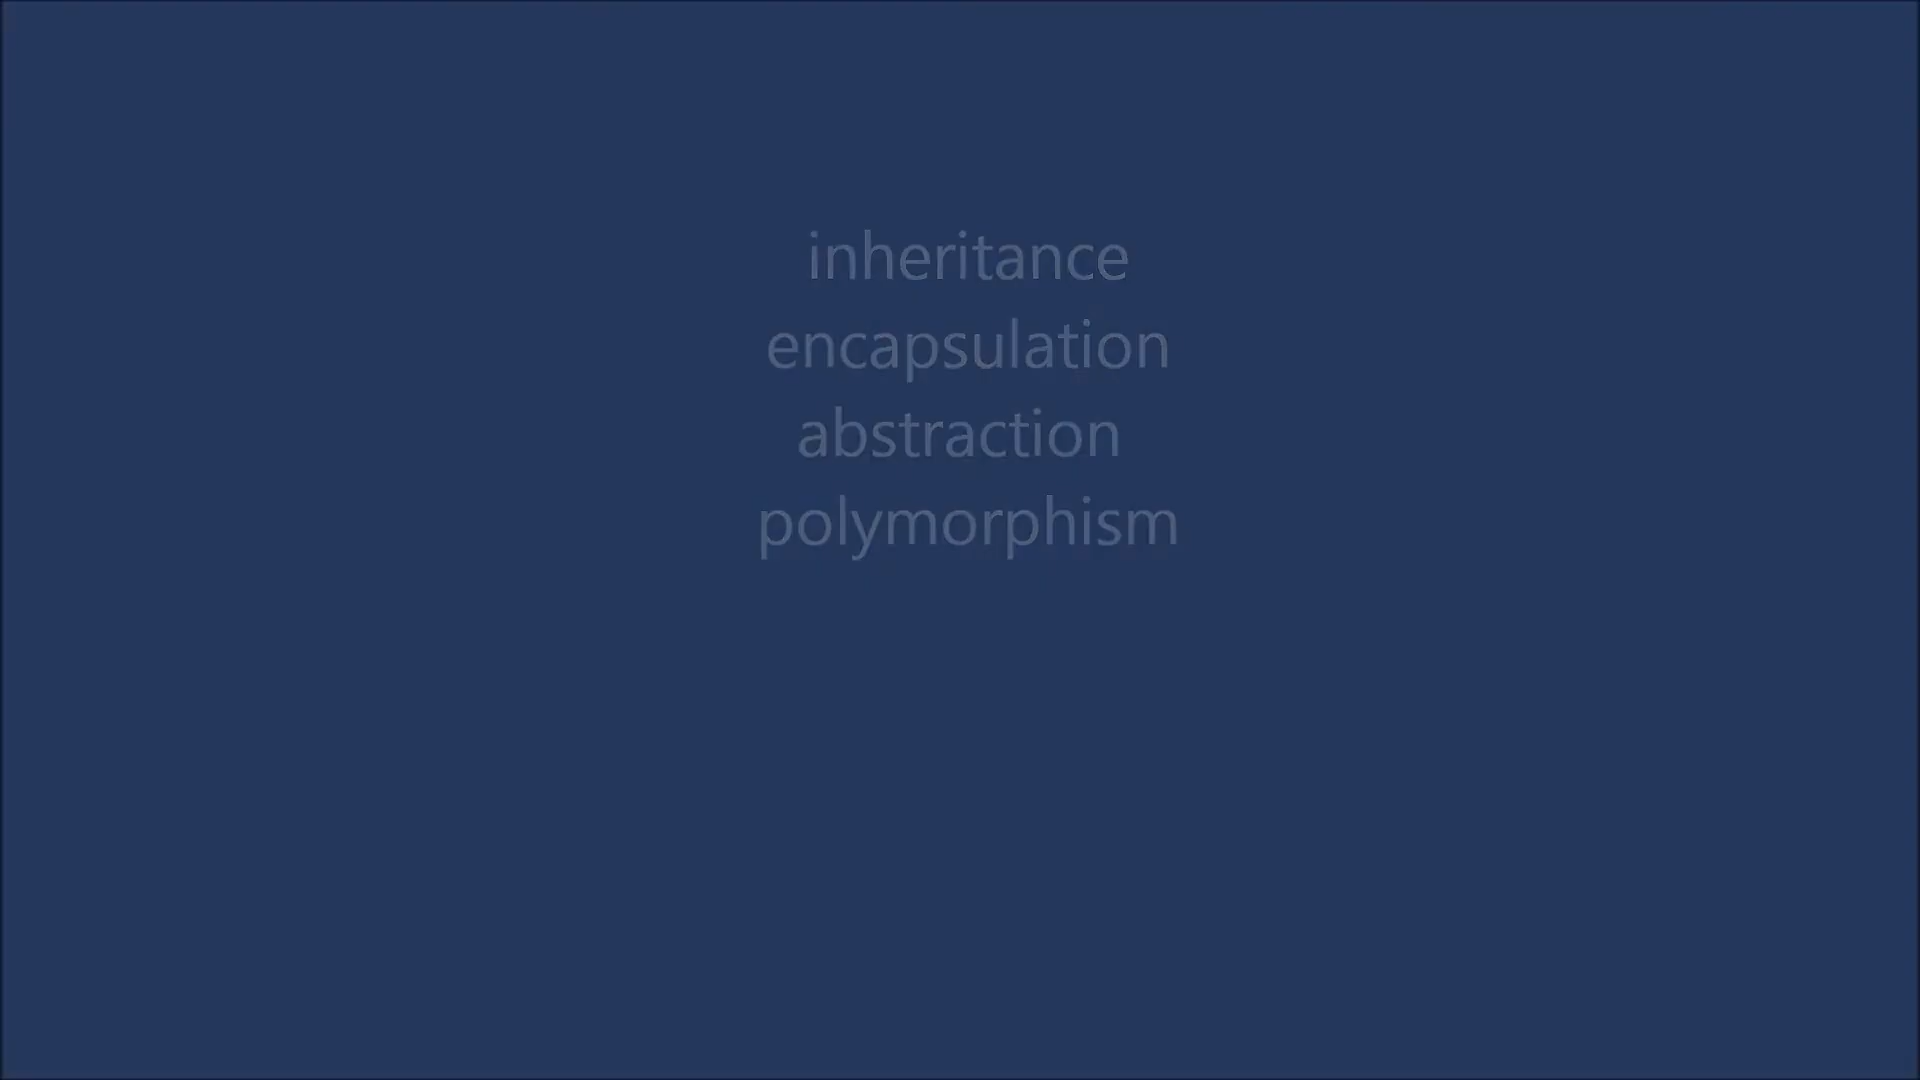 inheritance
encapsulation
abstraction
polymorphism